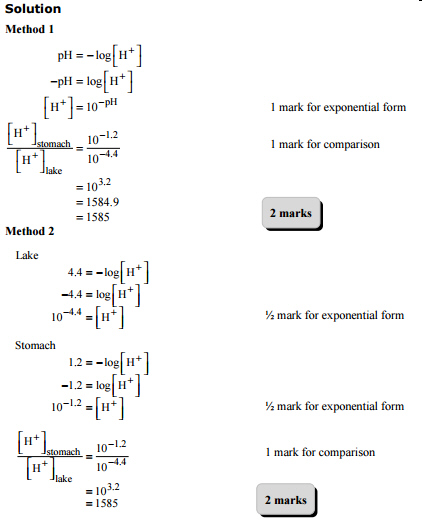 Solution
Method 1
pH = −log[H⁺]
−pH = log[H⁺]
[H⁺] = 10^−pH 1 mark for exponential form
[H⁺]stomach / [H⁺]lake = 10^−1.2 / 10^−4.4 1 mark for comparison
= 10^3.2
= 1584.9
= 1585
2 marks
Method 2
Lake
4.4 = −log[H⁺]
−4.4 = log[H⁺]
10^−4.4 = [H⁺] ½ mark for exponential form
Stomach
1.2 = −log[H⁺]
−1.2 = log[H⁺]
10^−1.2 = [H⁺] ½ mark for exponential form
[H⁺]stomach / [H⁺]lake = 10^−1.2 / 10^−4.4 1 mark for comparison
= 10^3.2
= 1585
2 marks